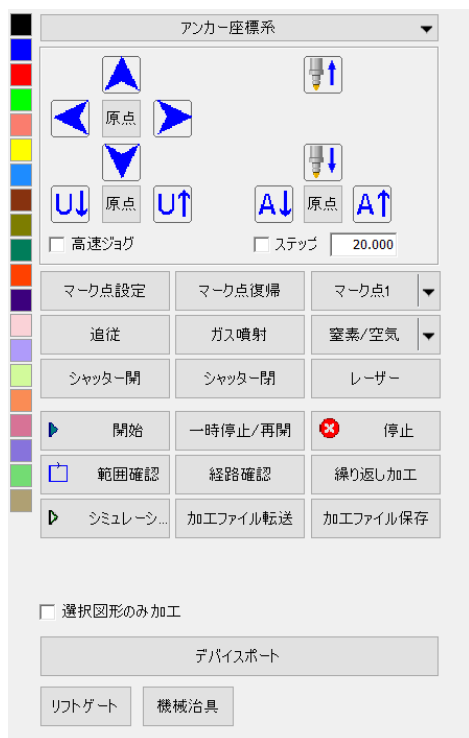 アンカー座標系
原点
U↓ 原点 U↑ A↓ 原点 A↑
高速ジョグ ステップ 20.000
マーク点設定 マーク点復帰 マーク点1
追従 ガス噴射 窒素/空気
シャッター開 シャッター閉 レーザー
開始 一時停止/再開 停止
範囲確認 経路確認 繰り返し加工
シミュレーシ... 加工ファイル転送 加工ファイル保存
選択図形のみ加工
デバイスポート
リフトゲート 機械治具